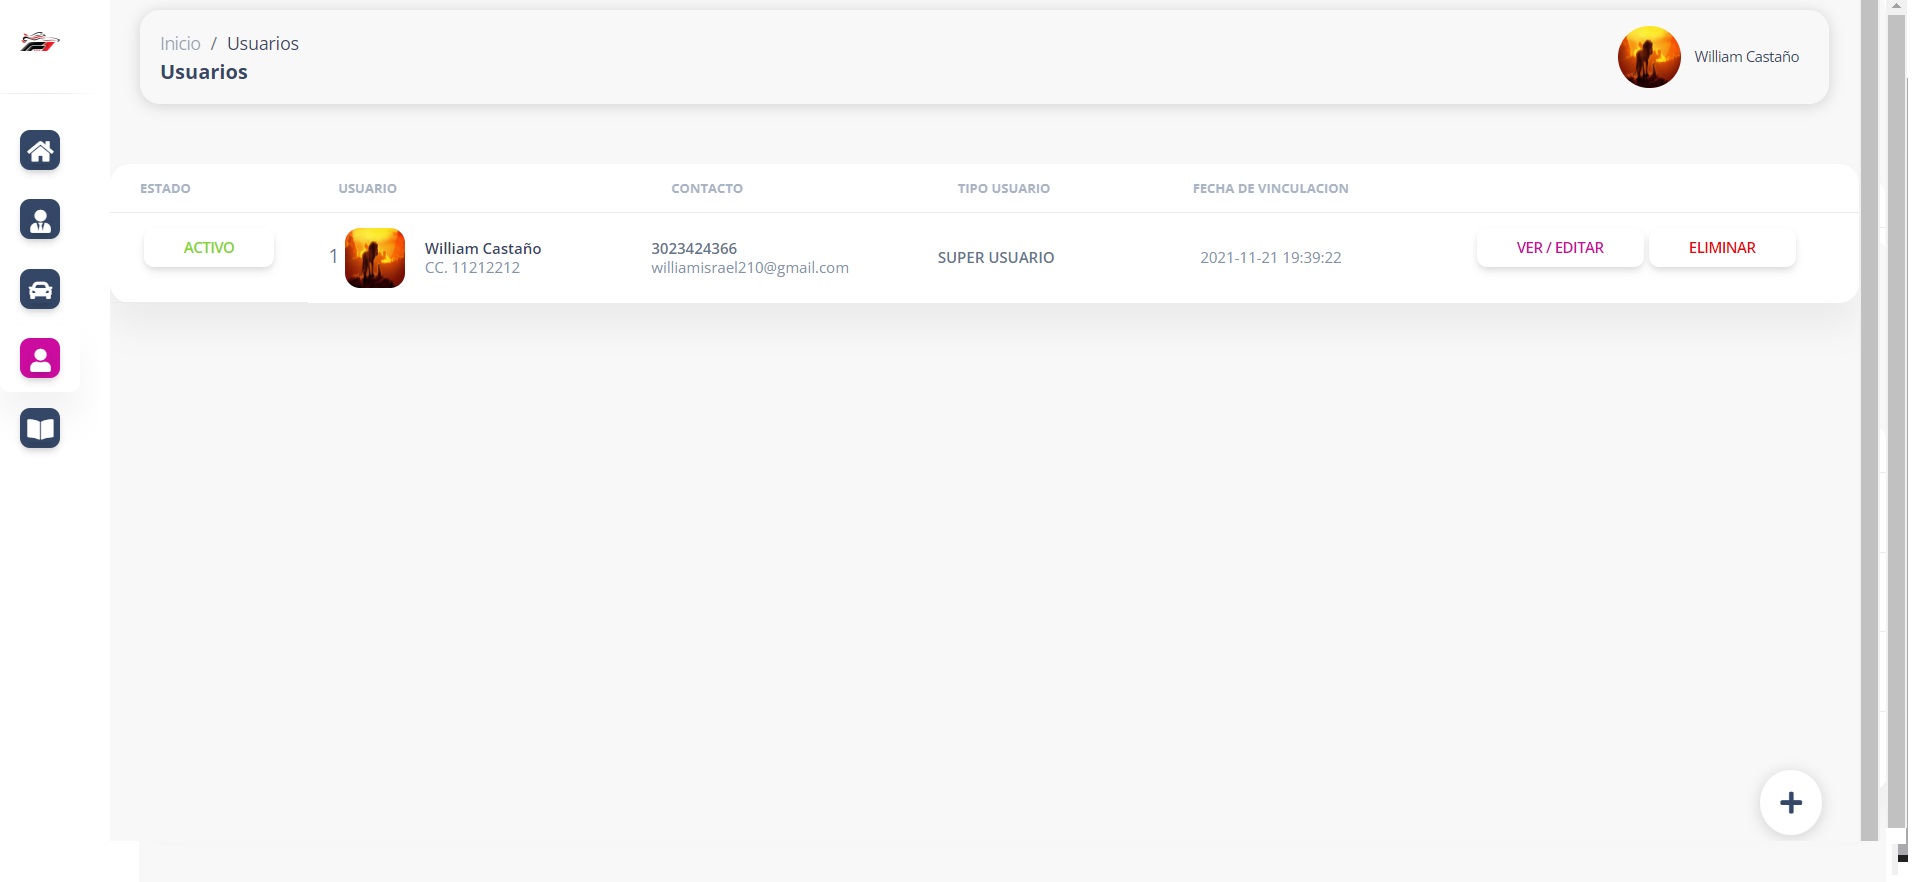 Inicio / Usuarios
Usuarios
William Castaño
ESTADO USUARIO CONTACTO TIPO USUARIO FECHA DE VINCULACION
ACTIVO 1 William Castaño 3023424366 SUPER USUARIO 2021-11-21 19:39:22 VER / EDITAR ELIMINAR
CC. 11212212 williamisrael210@gmail.com